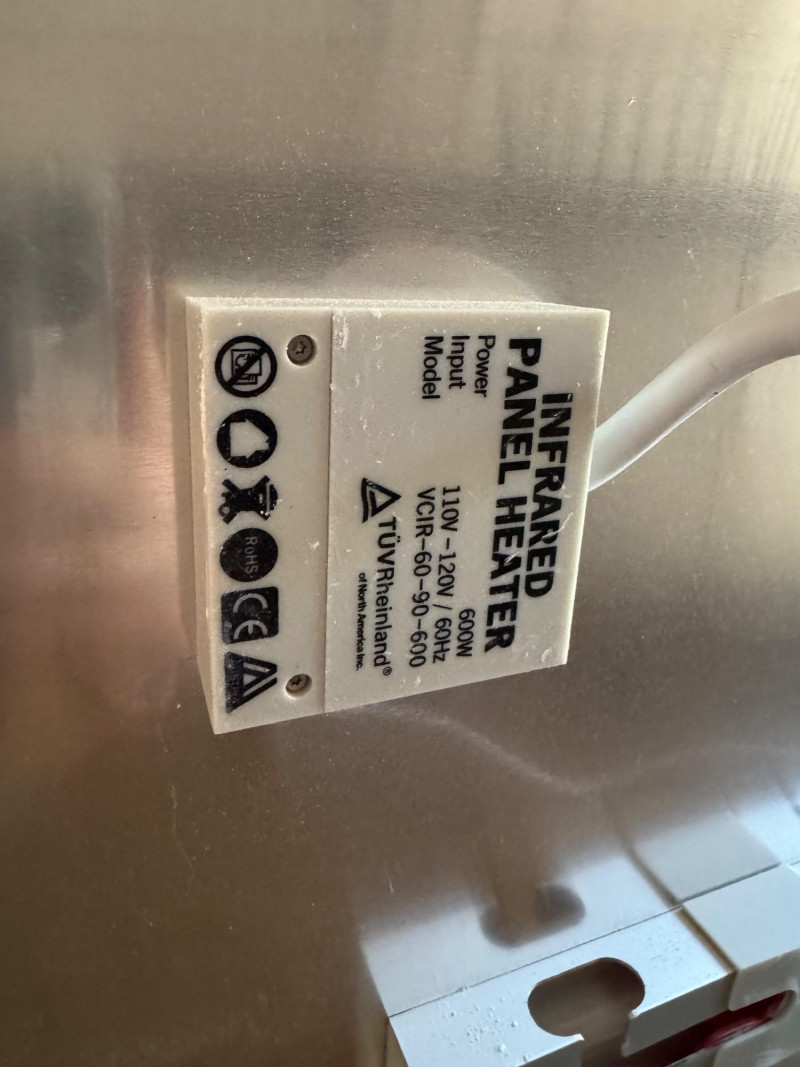 INFRARED
PANEL HEATER
Power 600W
Input 110V-120V / 60Hz
Model VCIR-60-90-600
TÜVRheinland®
of North America Inc.
RoHS
CE